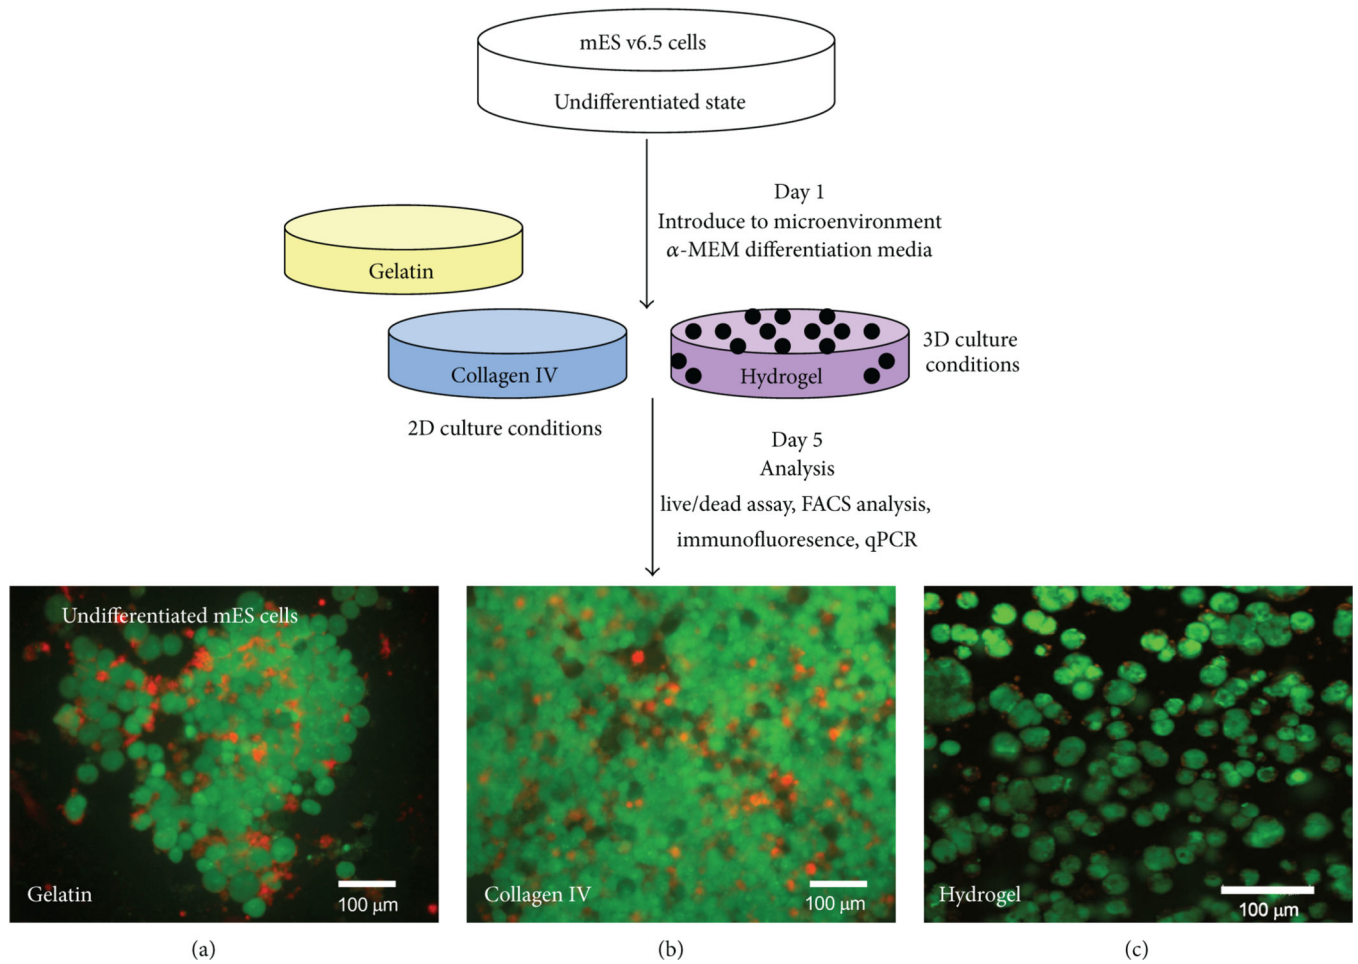 mES v6.5 cells
Undifferentiated state
Day 1
Introduce to microenvironment
α-MEM differentiation media
Gelatin
Collagen IV
Hydrogel
3D culture
conditions
2D culture conditions
Day 5
Analysis
live/dead assay, FACS analysis,
immunofluoresence, qPCR
Undifferentiated mES cells
Gelatin
100 µm
Collagen IV
100 µm
Hydrogel
100 µm
(a)
(b)
(c)